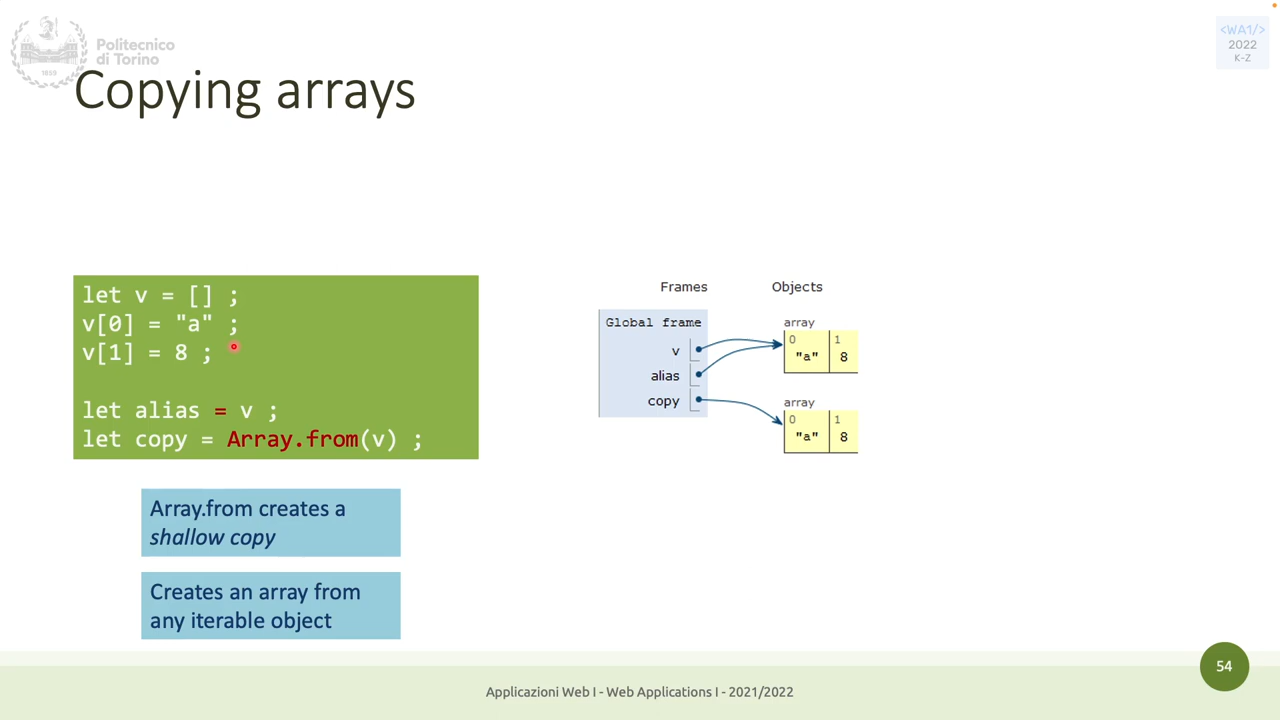 Politecnico
di Torino
1859
<WA1/>
2022
K-Z
Copying arrays
let v = [] ;
v[0] = "a" ;
v[1] = 8 ;
let alias = v ;
let copy = Array.from(v) ;
Array.from creates a
shallow copy
Creates an array from
any iterable object
Frames
Objects
Global frame
v
alias
copy
array
0 1
"a" 8
array
0 1
"a" 8
54
Applicazioni Web I - Web Applications I - 2021/2022